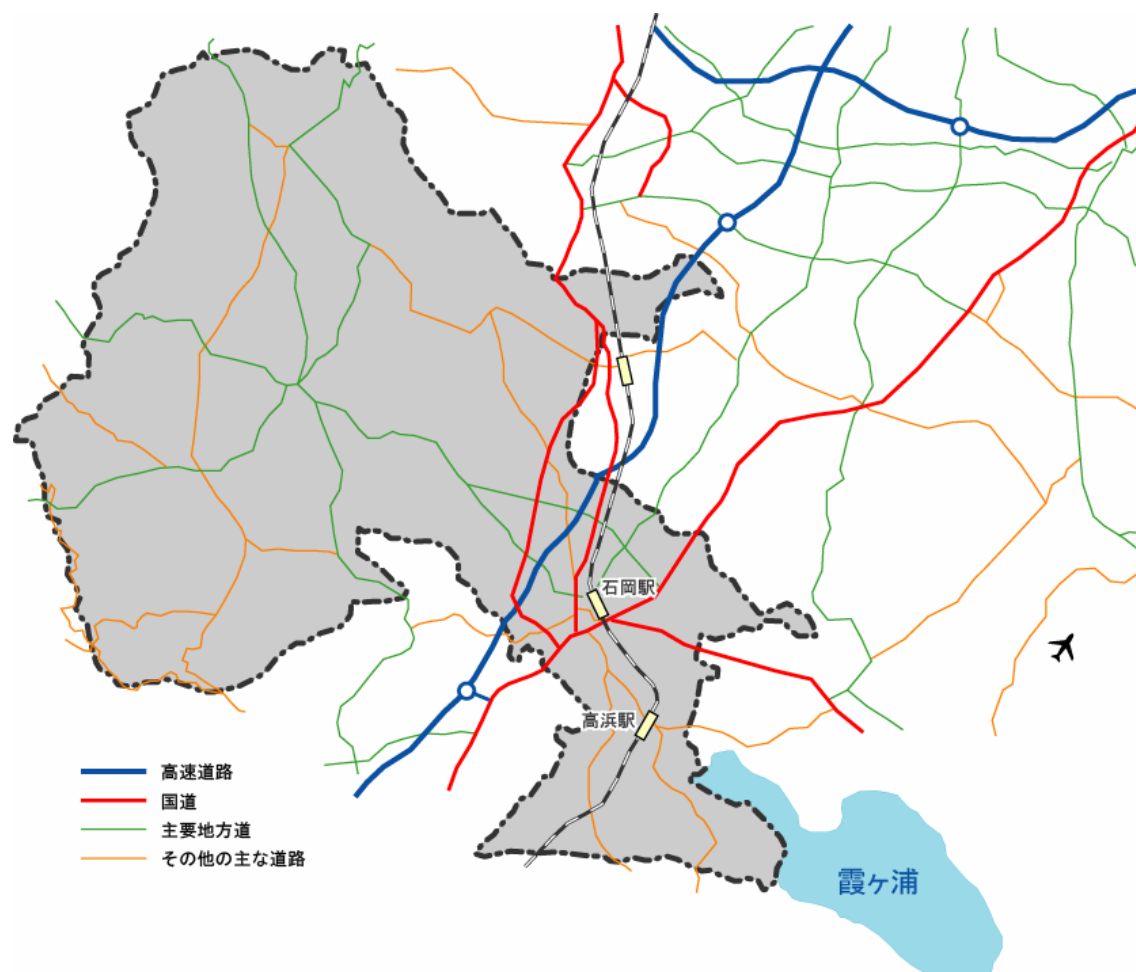 石岡駅
高浜駅
高速道路
国道
主要地方道
その他の主な道路
霞ヶ浦